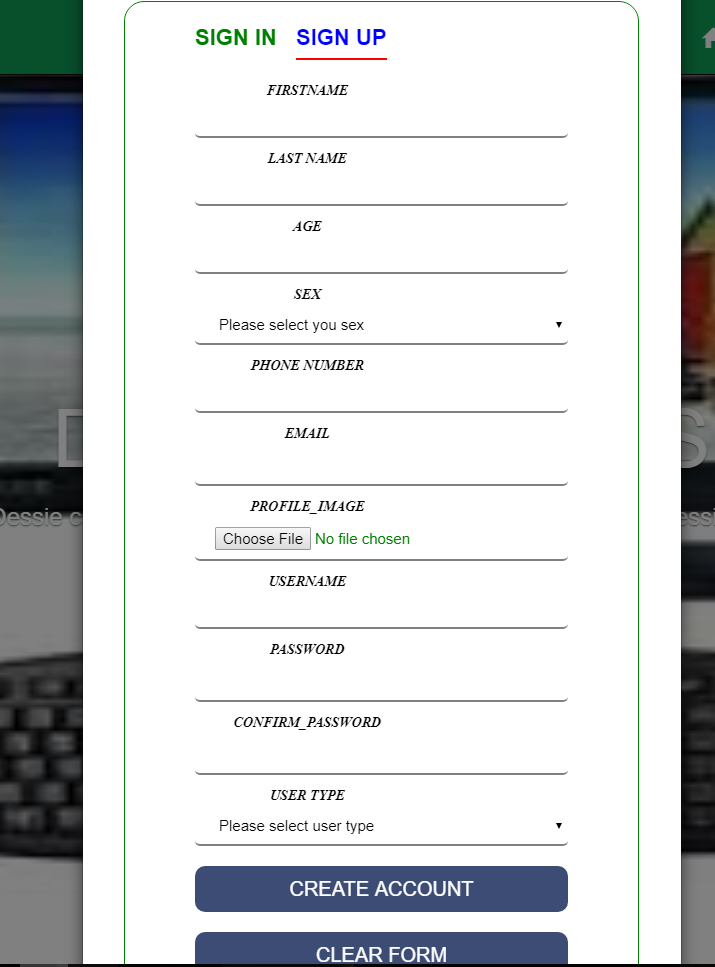 SIGN IN SIGN UP
FIRSTNAME
LAST NAME
AGE
SEX
Please select you sex
PHONE NUMBER
EMAIL
PROFILE_IMAGE
Choose File No file chosen
USERNAME
PASSWORD
CONFIRM_PASSWORD
USER TYPE
Please select user type
CREATE ACCOUNT
CLEAR FORM
D S
Dessie c essi